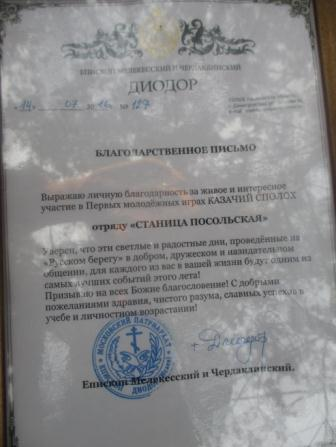 ЕПИСКОП МЕЛЕКЕССКИЙ И ЧЕРДАКЛИНСКИЙ
ДИОДОР
«14» 07 2016 № 127
БЛАГОДАРСТВЕННОЕ ПИСЬМО
Выражаю личную благодарность за живое и интересное
участие в Первых молодёжных играх КАЗАЧИЙ СПОЛОХ
отряду «СТАНИЦА ПОСОЛЬСКАЯ»
Уверен, что эти светлые и радостные дни, проведённые на
«Русском берегу» в добром, дружеском и назидательном
общении, для каждого из вас в вашей жизни будут одним из
самых лучших событий этого лета!
Призываю на всех Божие благословение! С добрыми
пожеланиями здравия, чистого разума, славных успехов в
учебе и личностном возрастании!
МОСКОВСКИЙ ПАТРИАРХАТ
ДИОДОР
Епископ Мелекесский и Чердаклинский.